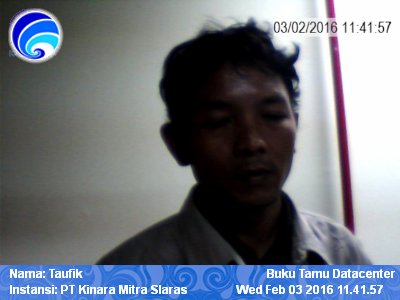 03/02/2016 11:41:57
Nama: Taufik
Buku Tamu Datacenter
Instansi: PT Kinara Mitra Slaras
Wed Feb 03 2016 11.41.57